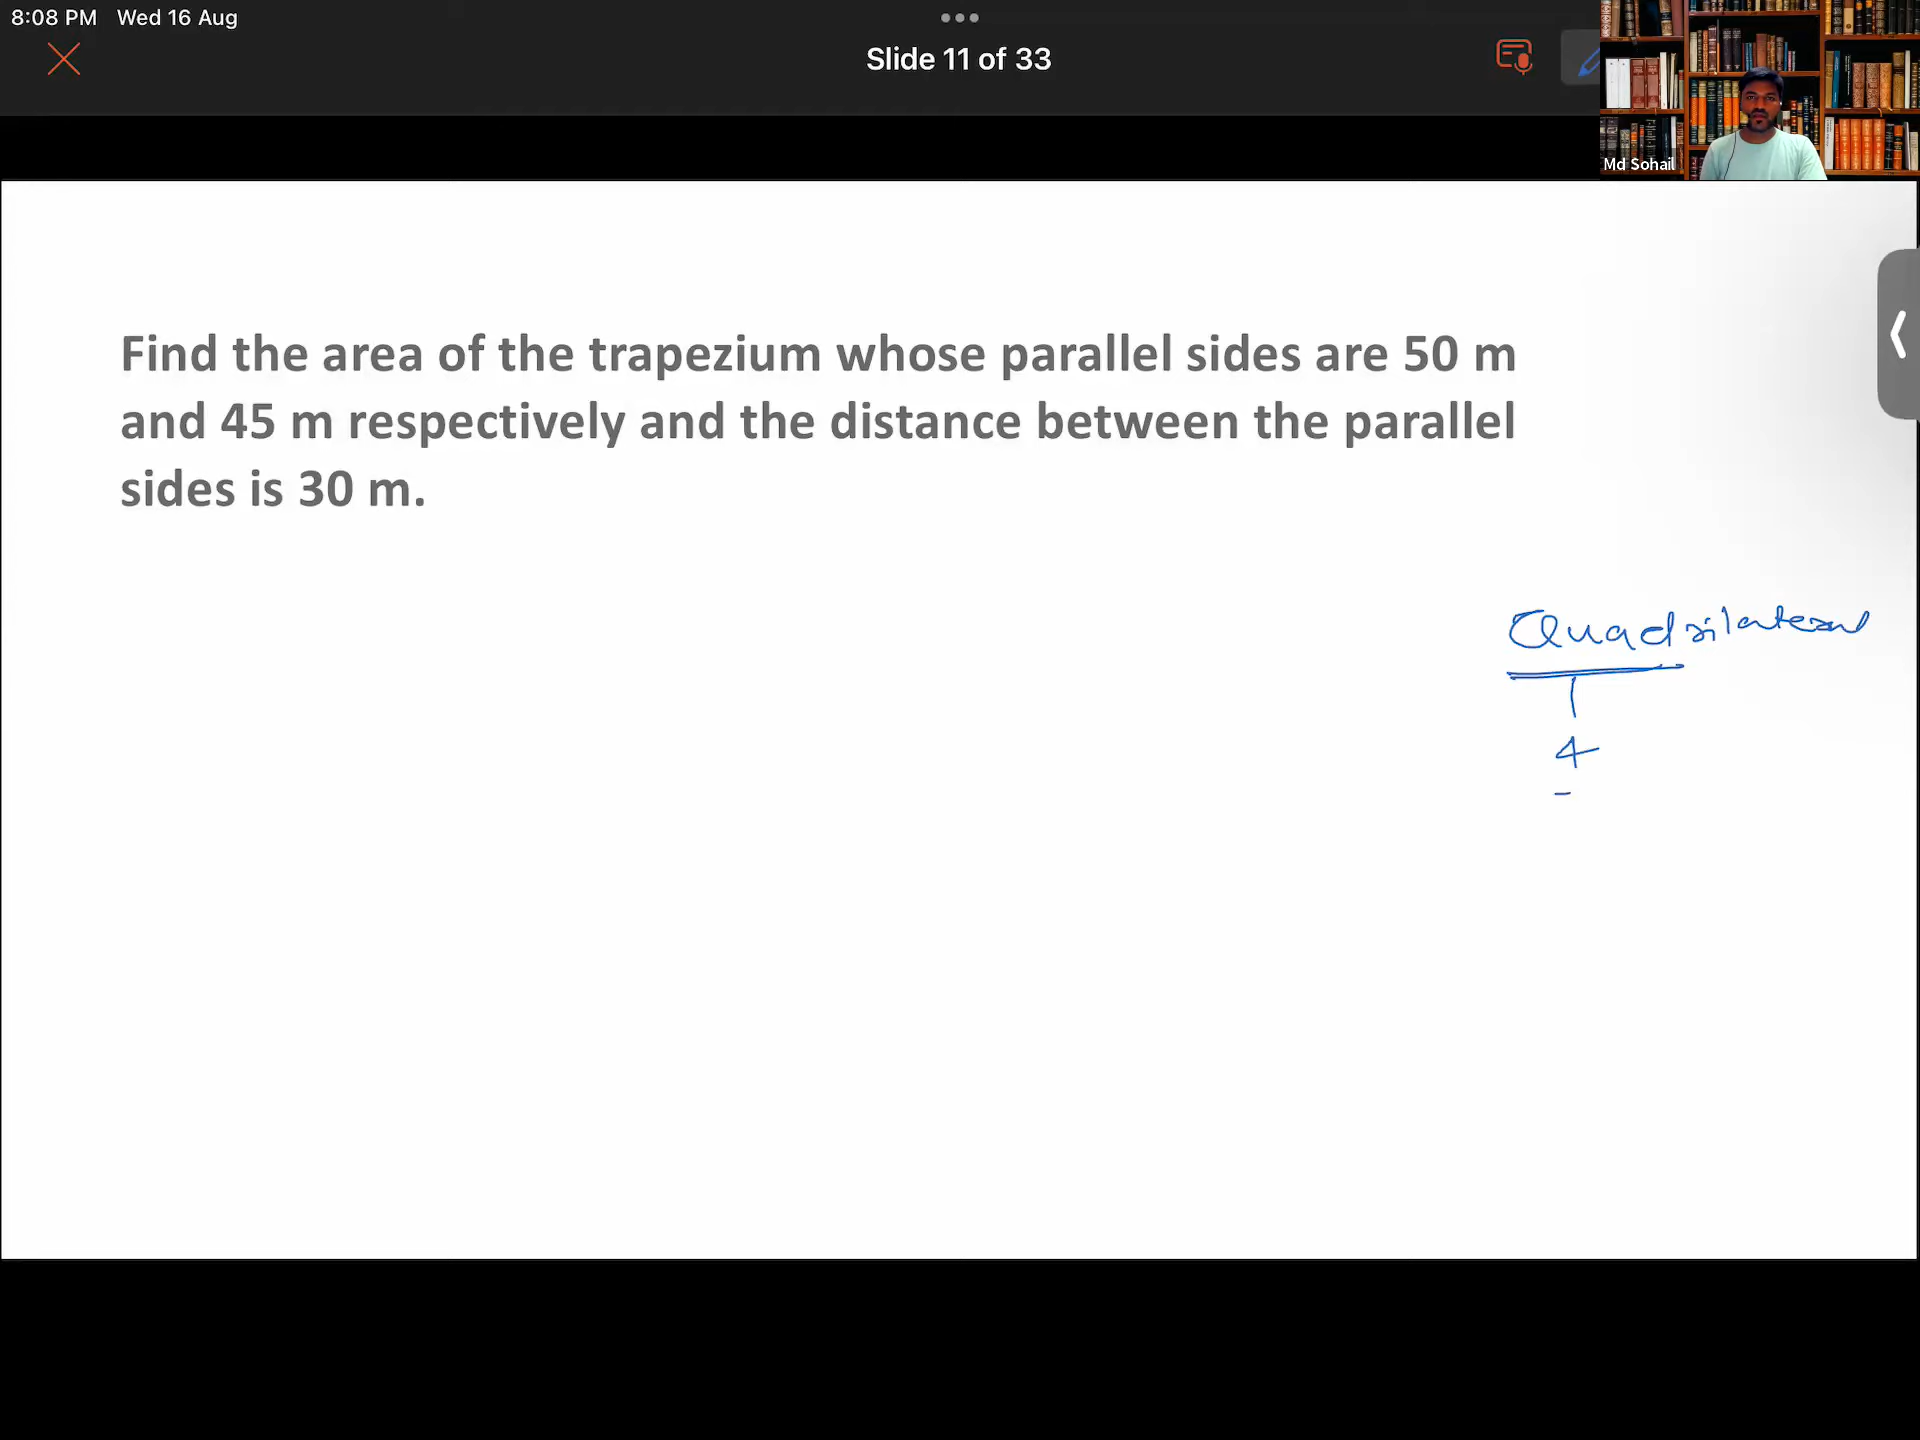 8:08 PM Wed 16 Aug
Slide 11 of 33
Md Sohail
Find the area of the trapezium whose parallel sides are 50 m
and 45 m respectively and the distance between the parallel
sides is 30 m.
Quadrilateral
4